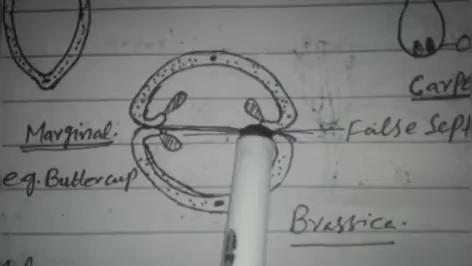 Carpe
Marginal.
False Sept
e.g. Buttercup
Brassica.